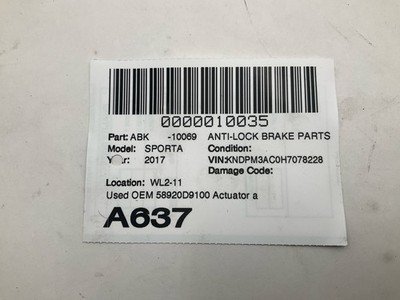 0000010035
Part: ABK -10069 ANTI-LOCK BRAKE PARTS
Model: SPORTA Condition:
Year: 2017 VIN:KNDPM3AC0H7078228
Damage Code:
Location: WL2-11
Used OEM 58920D9100 Actuator a
A637